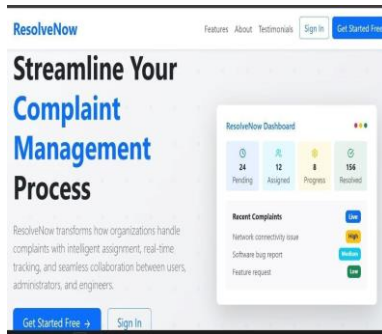 ResolveNow
Features About Testimonials Sign In Get Started Free
Streamline Your
Complaint
Management
Process
ResolveNow transforms how organizations handle
complaints with intelligent assignment, real-time
tracking, and seamless collaboration between users,
administrators, and engineers.
Get Started Free → Sign In
ResolveNow Dashboard
24 12 8 156
Pending Assigned Progress Resolved
Recent Complaints Live
Network connectivity issue High
Software bug report Medium
Feature request Low